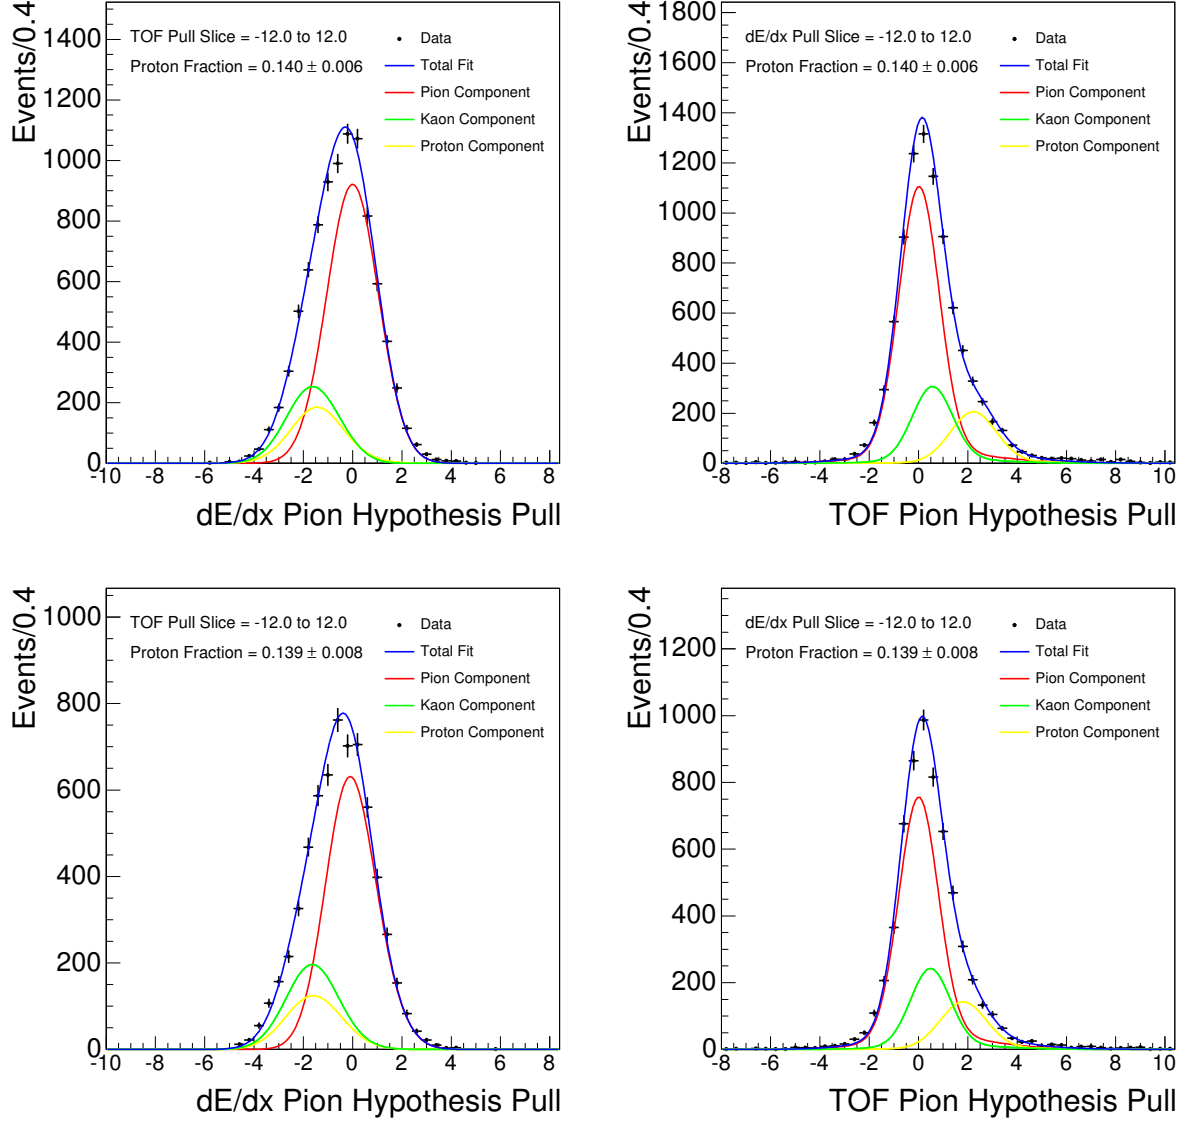 Events/0.4
1400
1200
1000
800
600
400
200
0
TOF Pull Slice = -12.0 to 12.0
Proton Fraction = 0.140 ± 0.006
Data
Total Fit
Pion Component
Kaon Component
Proton Component
-10 -8 -6 -4 -2 0 2 4 6 8
dE/dx Pion Hypothesis Pull
Events/0.4
1800
1600
1400
1200
1000
800
600
400
200
0
dE/dx Pull Slice = -12.0 to 12.0
Proton Fraction = 0.140 ± 0.006
Data
Total Fit
Pion Component
Kaon Component
Proton Component
-8 -6 -4 -2 0 2 4 6 8 10
TOF Pion Hypothesis Pull
Events/0.4
1000
800
600
400
200
0
TOF Pull Slice = -12.0 to 12.0
Proton Fraction = 0.139 ± 0.008
Data
Total Fit
Pion Component
Kaon Component
Proton Component
-10 -8 -6 -4 -2 0 2 4 6 8
dE/dx Pion Hypothesis Pull
Events/0.4
1200
1000
800
600
400
200
0
dE/dx Pull Slice = -12.0 to 12.0
Proton Fraction = 0.139 ± 0.008
Data
Total Fit
Pion Component
Kaon Component
Proton Component
-8 -6 -4 -2 0 2 4 6 8 10
TOF Pion Hypothesis Pull